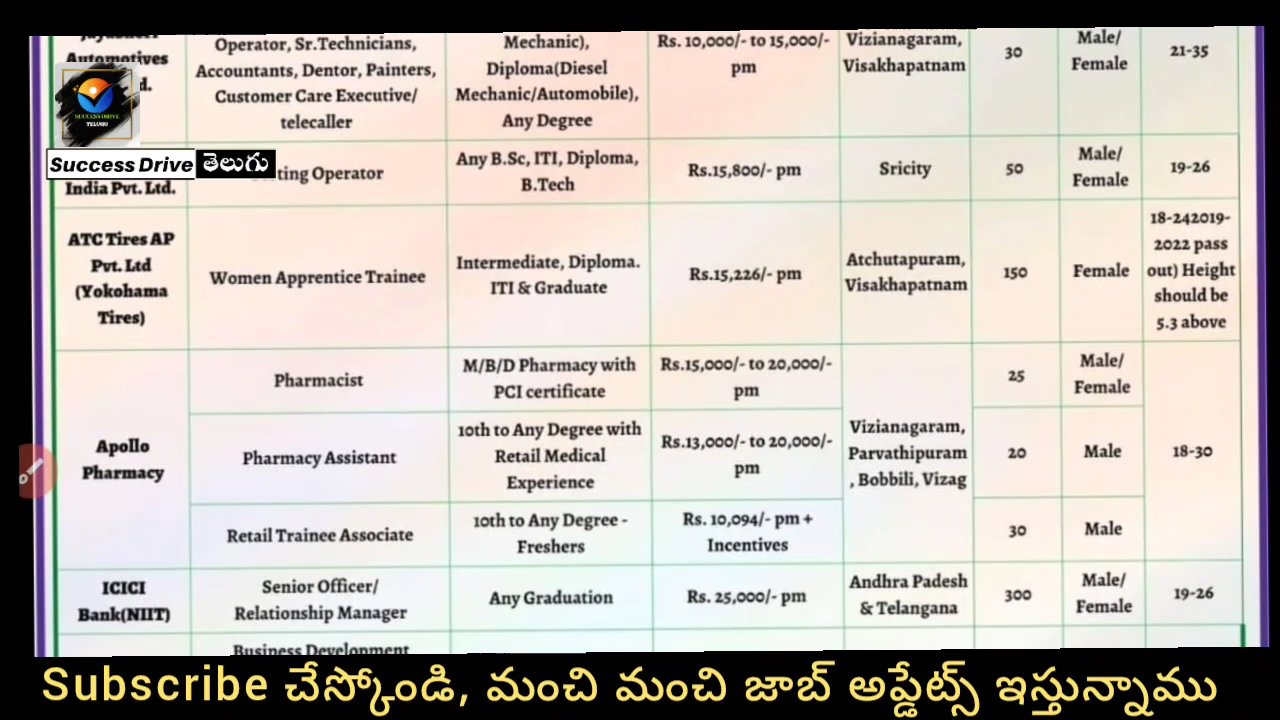 Automotives
Operator, Sr.Technicians,
Accountants, Dentor, Painters,
Customer Care Executive/
telecaller
Mechanic),
Diploma(Diesel
Mechanic/Automobile),
Any Degree
Rs. 10,000/- to 15,000/-
pm
Vizianagaram,
Visakhapatnam
30
Male/
Female
21-35
SUCCESS DRIVE
TELUGU
Success Drive తెలుగు
India Pvt. Ltd.
Operator
Any B.Sc, ITI, Diploma,
B.Tech
Rs.15,800/- pm
Sricity
50
Male/
Female
19-26
ATC Tires AP
Pvt. Ltd
(Yokohama
Tires)
Women Apprentice Trainee
Intermediate, Diploma.
ITI & Graduate
Rs.15,226/- pm
Atchutapuram,
Visakhapatnam
150
Female
18-242019-
2022 pass
out) Height
should be
5.3 above
Apollo
Pharmacy
Pharmacist
M/B/D Pharmacy with
PCI certificate
Rs.15,000/- to 20,000/-
pm
Vizianagaram,
Parvathipuram
, Bobbili, Vizag
25
Male/
Female
18-30
Pharmacy Assistant
10th to Any Degree with
Retail Medical
Experience
Rs.13,000/- to 20,000/-
pm
20
Male
Retail Trainee Associate
10th to Any Degree -
Freshers
Rs. 10,094/- pm +
Incentives
30
Male
ICICI
Bank(NIIT)
Senior Officer/
Relationship Manager
Any Graduation
Rs. 25,000/- pm
Andhra Padesh
& Telangana
300
Male/
Female
19-26
Business Development
Subscribe చేస్కోండి, మంచి మంచి జాబ్ అప్డేట్స్ ఇస్తున్నాము